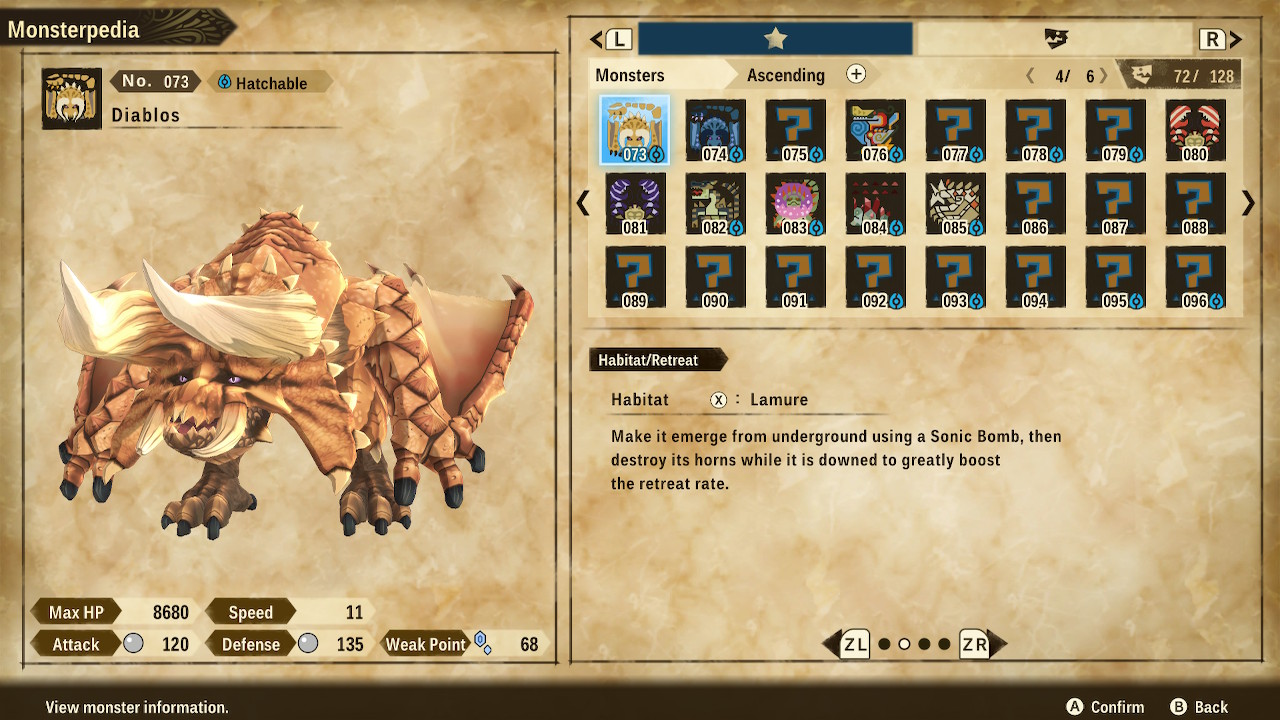 Monsterpedia
No. 073
Hatchable
Diablos
L
R
Monsters
Ascending
4/ 6
72/ 128
073
074
075
076
077
078
079
080
081
082
083
084
085
086
087
088
089
090
091
092
093
094
095
096
Habitat/Retreat
Habitat X : Lamure
Make it emerge from underground using a Sonic Bomb, then
destroy its horns while it is downed to greatly boost
the retreat rate.
Max HP 8680
Speed 11
Attack 120
Defense 135
Weak Point 68
ZL
ZR
View monster information.
A Confirm
B Back